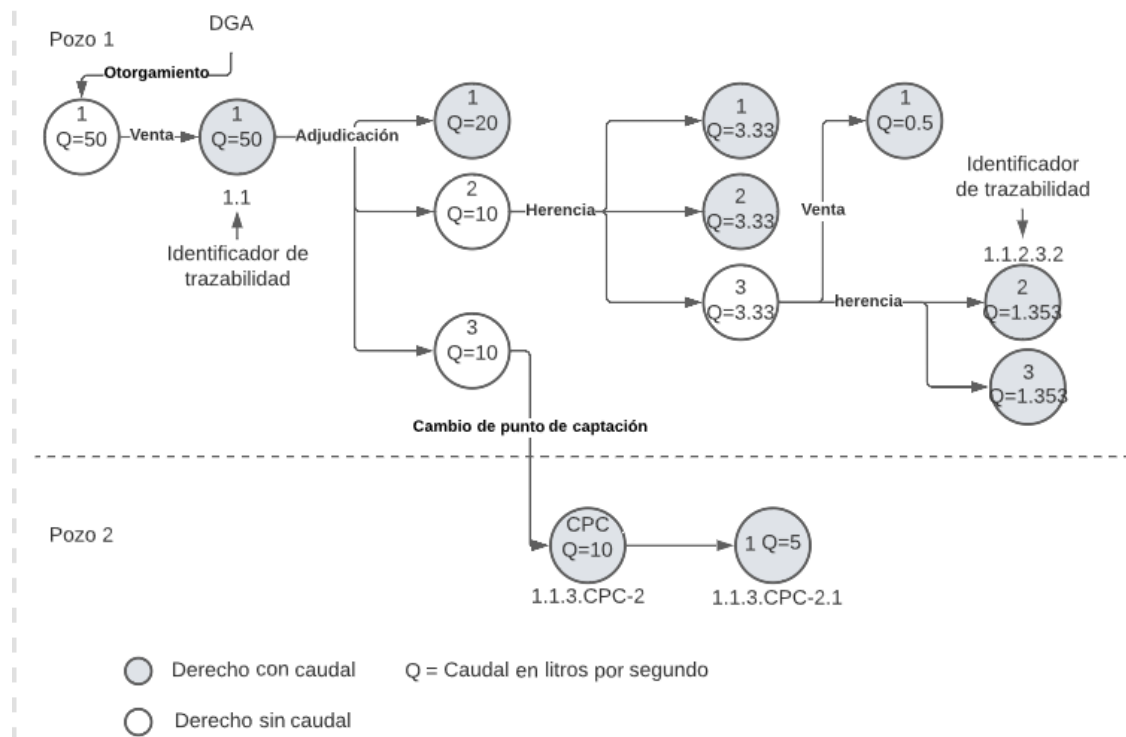 DGA
Pozo 1
Otorgamiento
1
Q=50
Venta
1
Q=50
1.1
Identificador de
trazabilidad
Adjudicación
1
Q=20
2
Q=10
3
Q=10
Herencia
1
Q=3.33
2
Q=3.33
3
Q=3.33
Venta
1
Q=0.5
herencia
Identificador
de trazabilidad
1.1.2.3.2
2
Q=1.353
3
Q=1.353
Cambio de punto de captación
Pozo 2
CPC
Q=10
1.1.3.CPC-2
1 Q=5
1.1.3.CPC-2.1
Derecho con caudal
Q = Caudal en litros por segundo
Derecho sin caudal